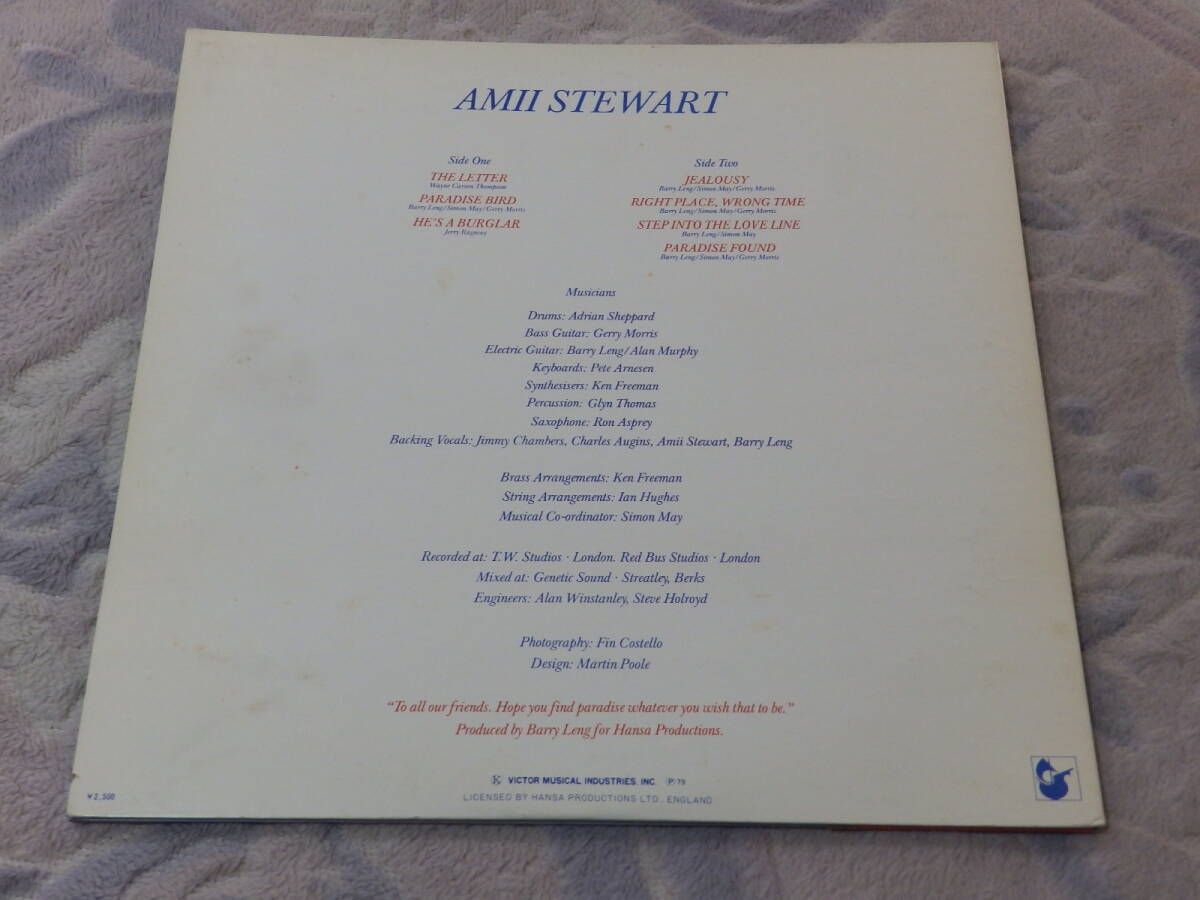 AMII STEWART
Side One
THE LETTER
Wayne Carson Thompson
PARADISE BIRD
Barry Leng/Simon May/Gerry Morris
HE'S A BURGLAR
Jerry Ragovoy
Side Two
JEALOUSY
Barry Leng/Simon May/Gerry Morris
RIGHT PLACE, WRONG TIME
Barry Leng/Simon May/Gerry Morris
STEP INTO THE LOVE LINE
Barry Leng/Simon May
PARADISE FOUND
Barry Leng/Simon May/Gerry Morris
Musicians
Drums: Adrian Sheppard
Bass Guitar: Gerry Morris
Electric Guitar: Barry Leng/Alan Murphy
Keyboards: Pete Arnesen
Synthesisers: Ken Freeman
Percussion: Glyn Thomas
Saxophone: Ron Asprey
Backing Vocals: Jimmy Chambers, Charles Augins, Amii Stewart, Barry Leng
Brass Arrangements: Ken Freeman
String Arrangements: Ian Hughes
Musical Co-ordinator: Simon May
Recorded at: T.W. Studios · London. Red Bus Studios · London
Mixed at: Genetic Sound · Streatley, Berks
Engineers: Alan Winstanley, Steve Holroyd
Photography: Fin Costello
Design: Martin Poole
"To all our friends. Hope you find paradise whatever you wish that to be."
Produced by Barry Leng for Hansa Productions.
VICTOR MUSICAL INDUSTRIES, INC. Ⓟ '79
LICENSED BY HANSA PRODUCTIONS LTD., ENGLAND
¥2,500